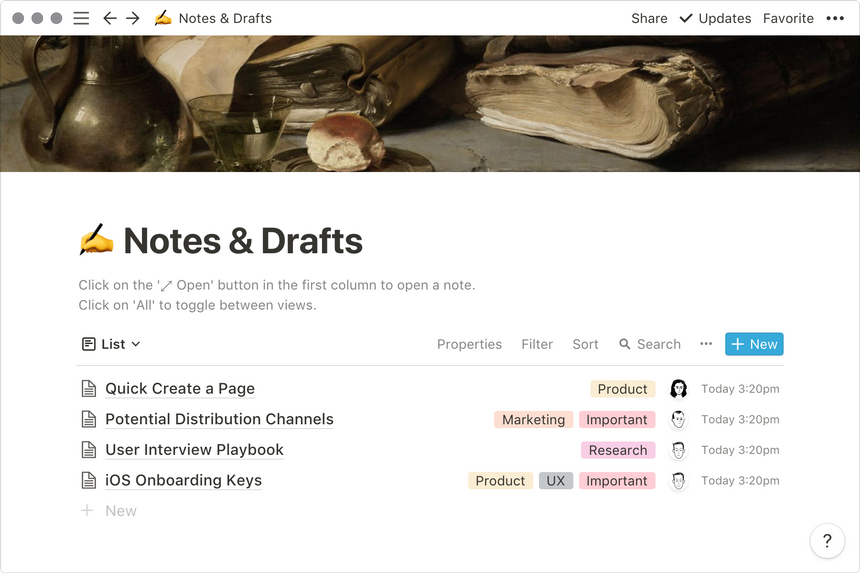 Notes & Drafts Share Updates Favorite
Notes & Drafts
Click on the '⤢ Open' button in the first column to open a note.
Click on 'All' to toggle between views.
List Properties Filter Sort Search New
Quick Create a Page Product Today 3:20pm
Potential Distribution Channels Marketing Important Today 3:20pm
User Interview Playbook Research Today 3:20pm
iOS Onboarding Keys Product UX Important Today 3:20pm
New
?